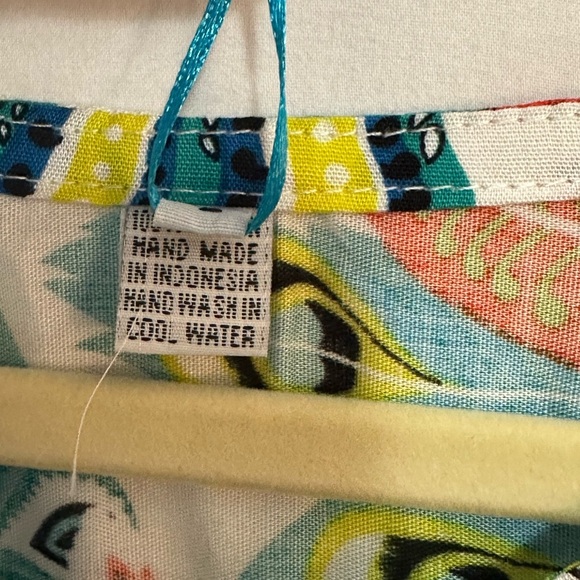 HAND MADE
IN INDONESIA
HAND WASH IN
COOL WATER